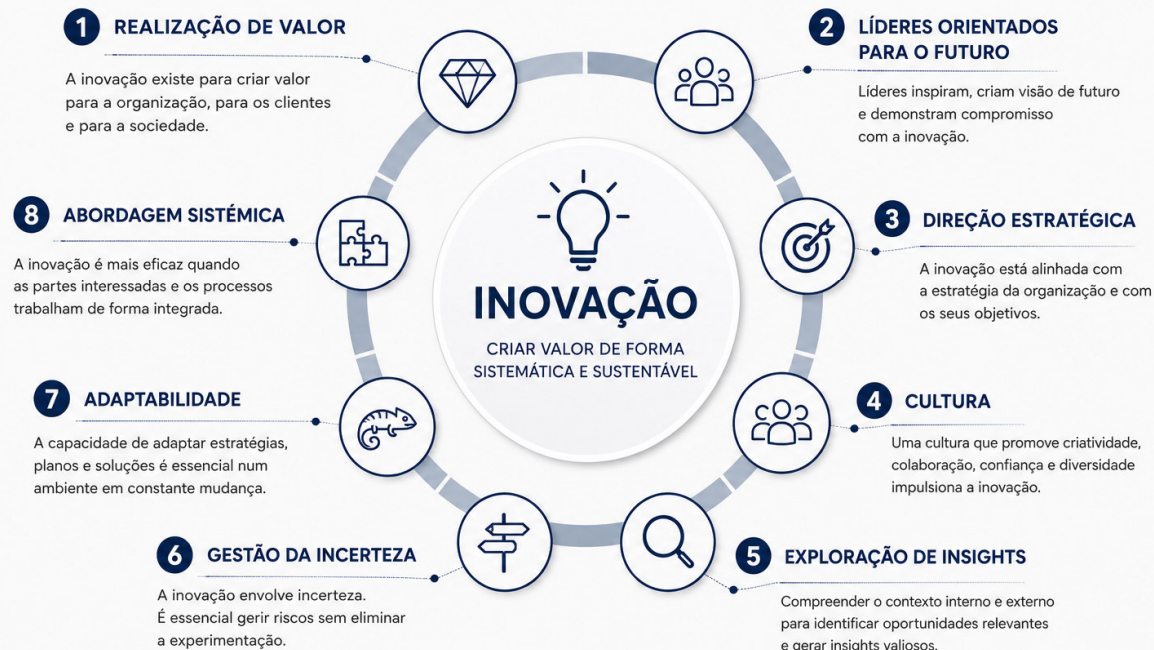 1 REALIZAÇÃO DE VALOR
A inovação existe para criar valor
para a organização, para os clientes
e para a sociedade.
2 LÍDERES ORIENTADOS
PARA O FUTURO
Líderes inspiram, criam visão de futuro
e demonstram compromisso
com a inovação.
3 DIREÇÃO ESTRATÉGICA
A inovação está alinhada com
a estratégia da organização e com
os seus objetivos.
4 CULTURA
Uma cultura que promove criatividade,
colaboração, confiança e diversidade
impulsiona a inovação.
5 EXPLORAÇÃO DE INSIGHTS
Compreender o contexto interno e externo
para identificar oportunidades relevantes
e gerar insights valiosos.
6 GESTÃO DA INCERTEZA
A inovação envolve incerteza.
É essencial gerir riscos sem eliminar
a experimentação.
7 ADAPTABILIDADE
A capacidade de adaptar estratégias,
planos e soluções é essencial num
ambiente em constante mudança.
8 ABORDAGEM SISTÉMICA
A inovação é mais eficaz quando
as partes interessadas e os processos
trabalham de forma integrada.
INOVAÇÃO
CRIAR VALOR DE FORMA
SISTEMÁTICA E SUSTENTÁVEL